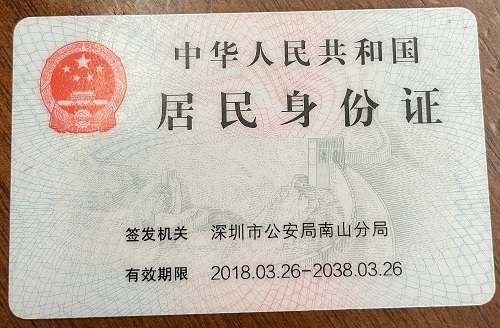 中华人民共和国
居民身份证
签发机关 深圳市公安局南山分局
有效期限 2018.03.26-2038.03.26